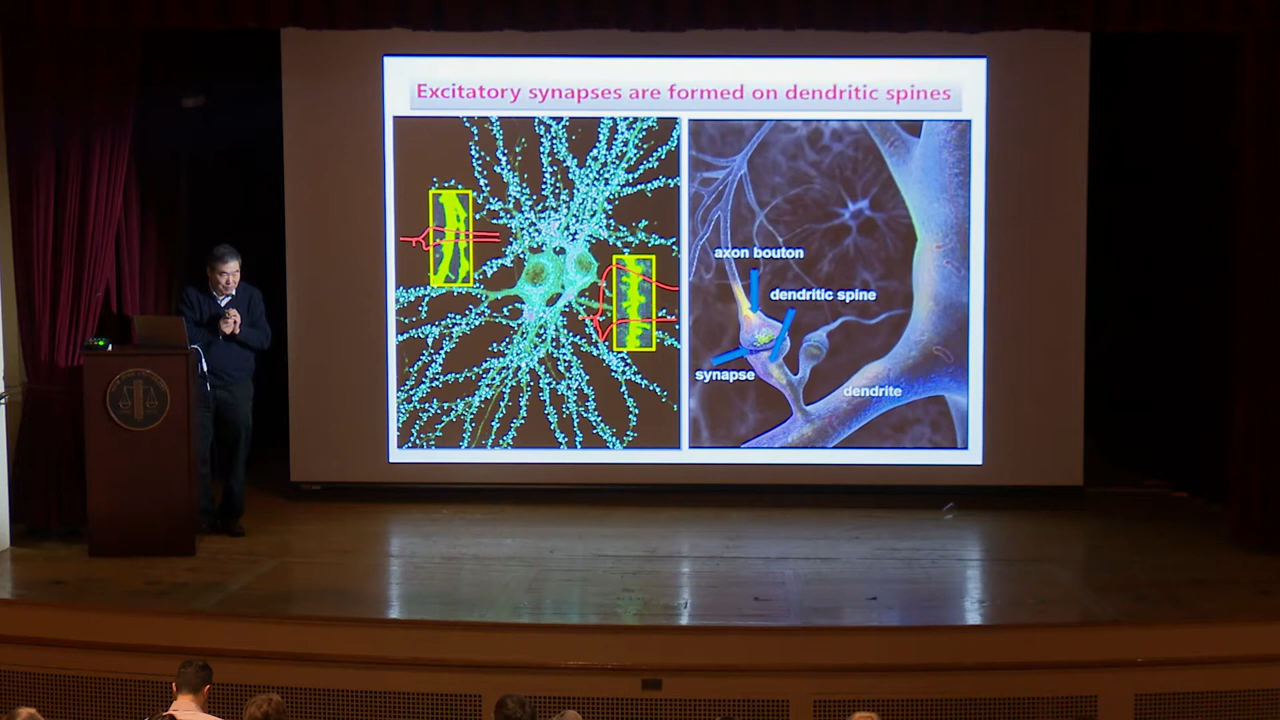 Excitatory synapses are formed on dendritic spines
axon bouton
dendritic spine
synapse
dendrite